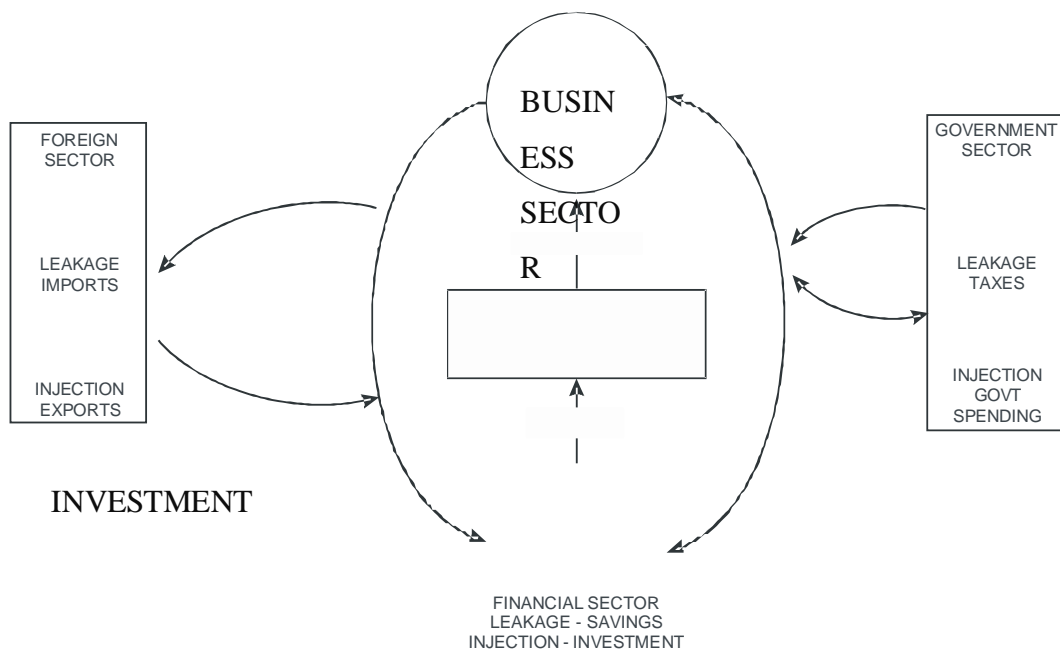 BUSIN
ESS
SECTO
R
FOREIGN
SECTOR
LEAKAGE
IMPORTS
INJECTION
EXPORTS
GOVERNMENT
SECTOR
LEAKAGE
TAXES
INJECTION
GOVT
SPENDING
INVESTMENT
FINANCIAL SECTOR
LEAKAGE - SAVINGS
INJECTION - INVESTMENT